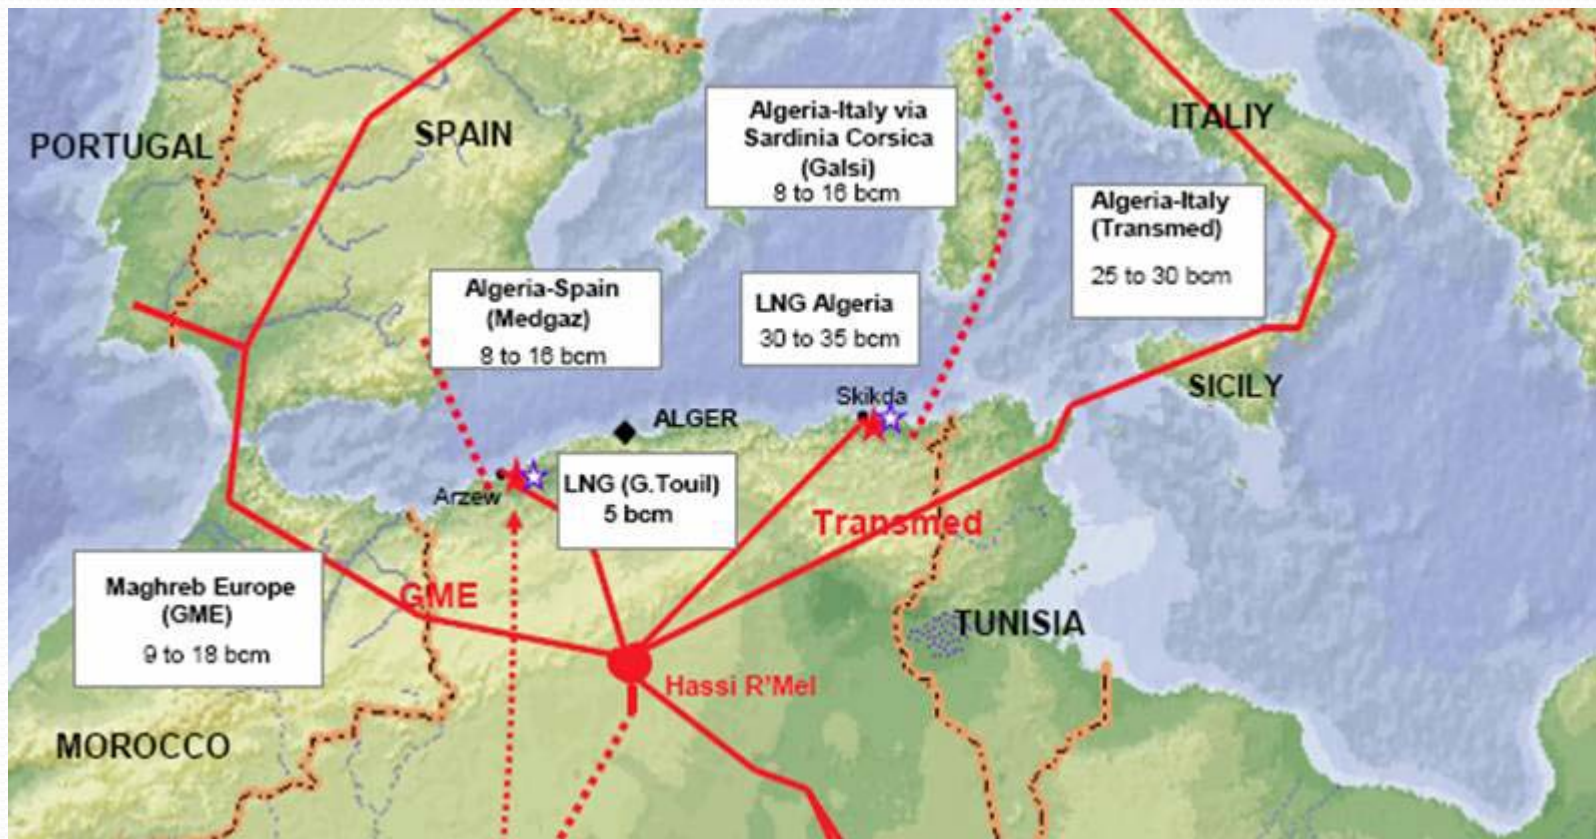 PORTUGAL
SPAIN
Algeria-Italy via
Sardinia Corsica
(Galsi)
8 to 16 bcm
ITALIY
Algeria-Italy
(Transmed)
25 to 30 bcm
Algeria-Spain
(Medgaz)
8 to 16 bcm
LNG Algeria
30 to 35 bcm
SICILY
Skikda
ALGER
Arzew
LNG (G.Touil)
5 bcm
Transmed
Maghreb Europe
(GME)
9 to 18 bcm
GME
TUNISIA
Hassi R'Mel
MOROCCO